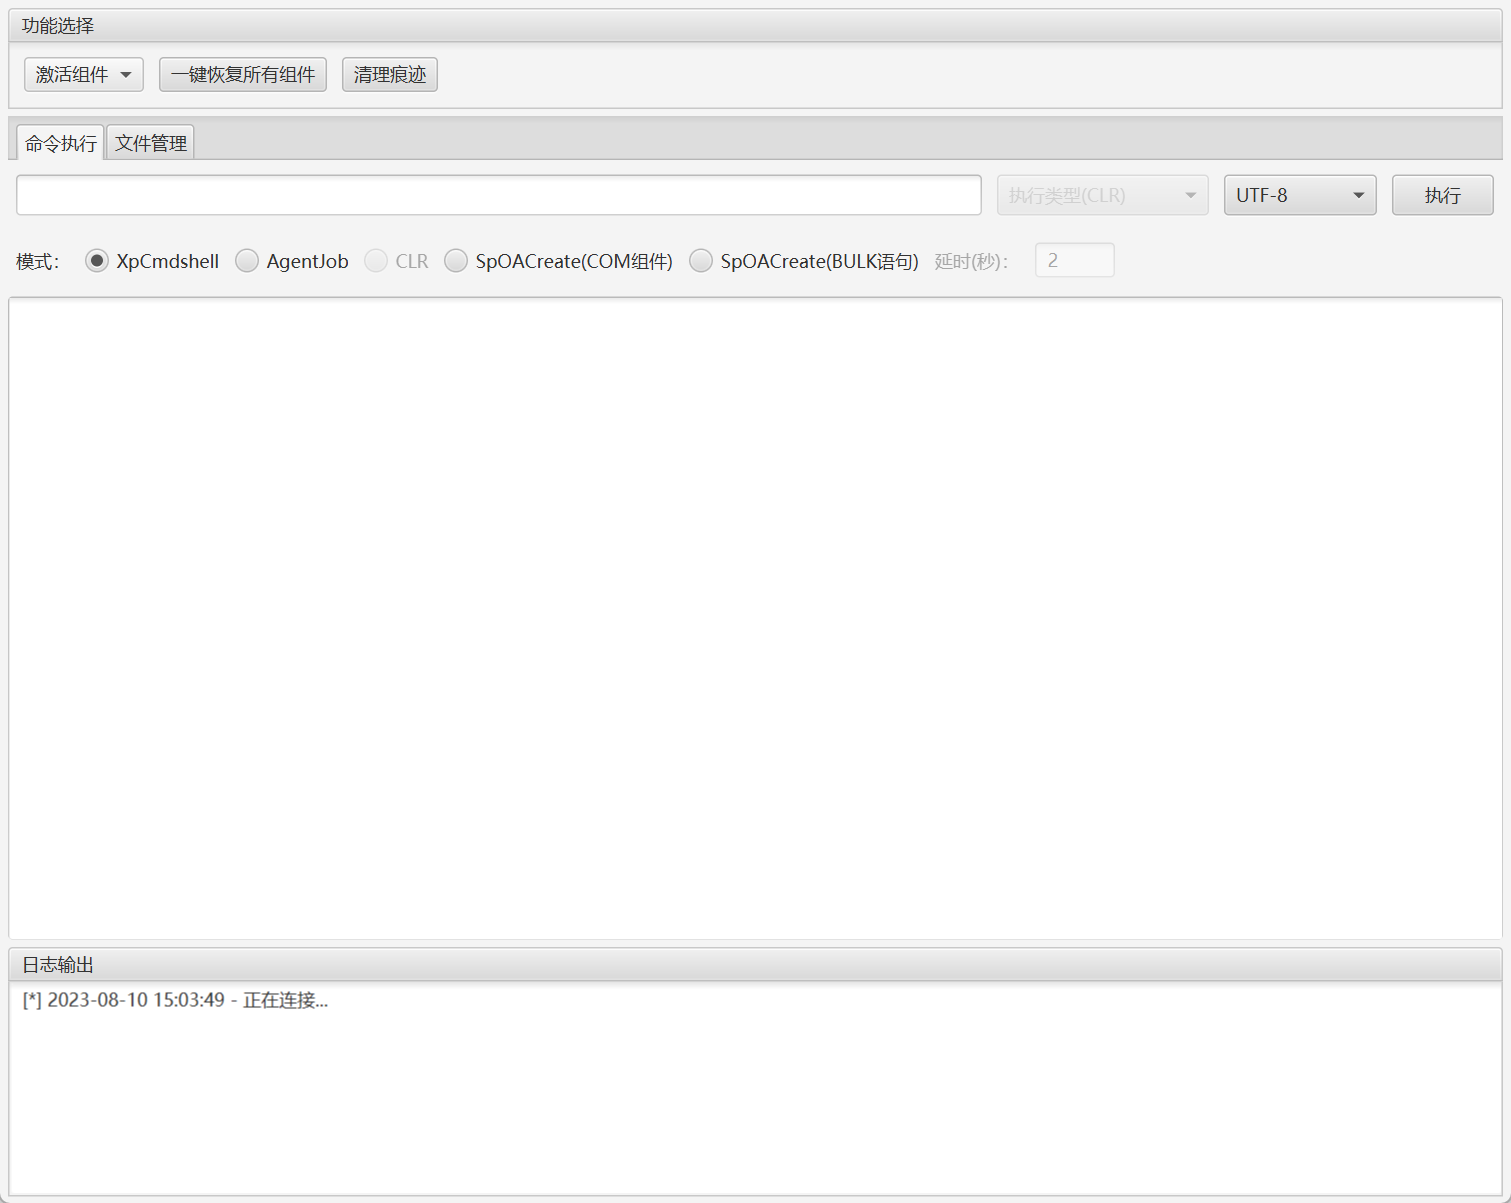 功能选择
激活组件 一键恢复所有组件 清理痕迹
命令执行 文件管理
执行类型(CLR) UTF-8 执行
模式： XpCmdshell AgentJob CLR SpOACreate(COM组件) SpOACreate(BULK语句) 延时(秒)： 2
日志输出
[*] 2023-08-10 15:03:49 - 正在连接...